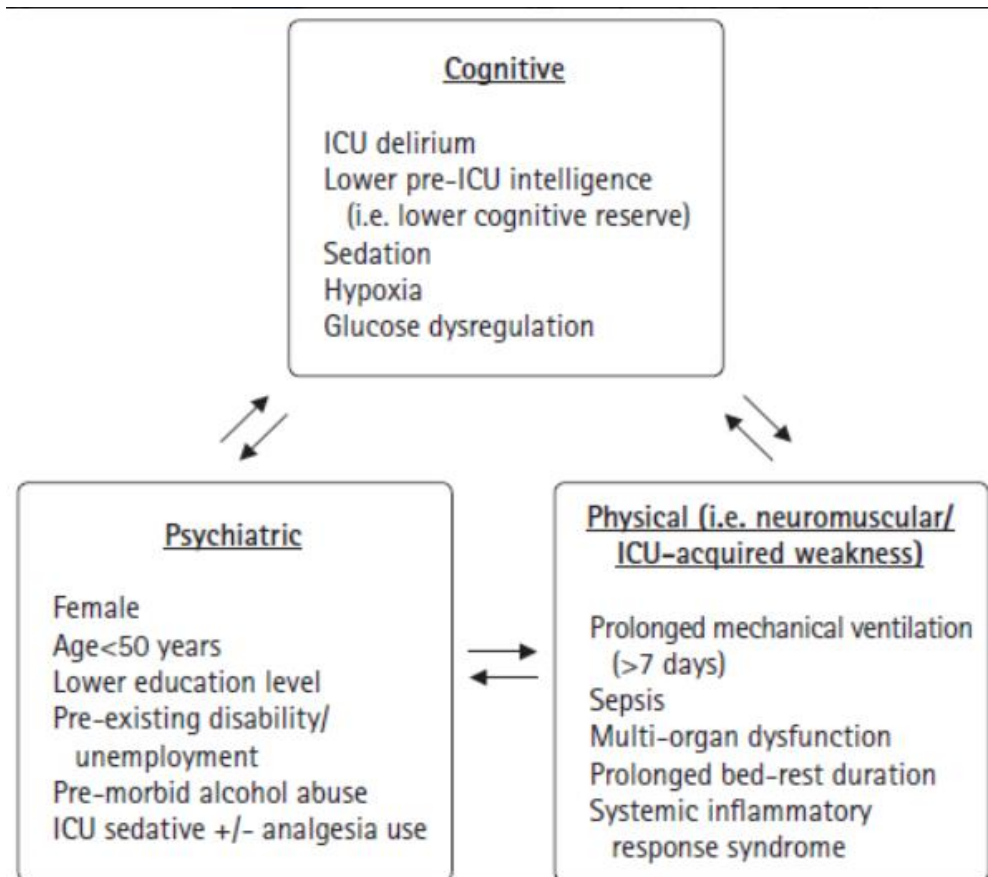 Cognitive
ICU delirium
Lower pre-ICU intelligence
(i.e. lower cognitive reserve)
Sedation
Hypoxia
Glucose dysregulation
Psychiatric
Female
Age<50 years
Lower education level
Pre-existing disability/
unemployment
Pre-morbid alcohol abuse
ICU sedative +/- analgesia use
Physical (i.e. neuromuscular/
ICU-acquired weakness)
Prolonged mechanical ventilation
(>7 days)
Sepsis
Multi-organ dysfunction
Prolonged bed-rest duration
Systemic inflammatory
response syndrome